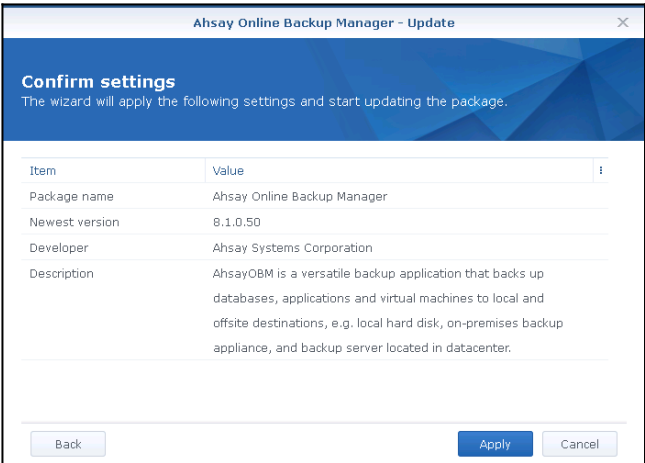 Ahsay Online Backup Manager - Update
Confirm settings
The wizard will apply the following settings and start updating the package.
Item Value
Package name Ahsay Online Backup Manager
Newest version 8.1.0.50
Developer Ahsay Systems Corporation
Description AhsayOBM is a versatile backup application that backs up
databases, applications and virtual machines to local and
offsite destinations, e.g. local hard disk, on-premises backup
appliance, and backup server located in datacenter.
Back Apply Cancel